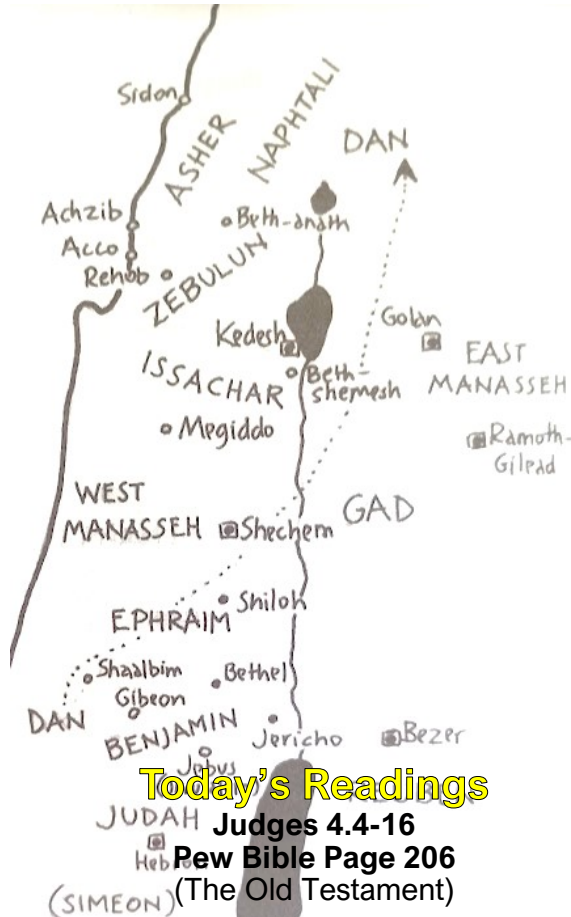 Sidon
ASHER
NAPHTALI
DAN
Achzib
Beth-anath
Acco
Rehob
ZEBULUN
Golan
Kedesh
EAST
MANASSEH
ISSACHAR
Beth-
shemesh
Megiddo
Ramoth-
Gilead
WEST
MANASSEH
Shechem
GAD
Shiloh
EPHRAIM
Shaalbim
Bethel
Gibeon
DAN
BENJAMIN
Jericho
Bezer
Jebus
Today's Readings
JUDAH
Judges 4.4-16
Pew Bible Page 206
(SIMEON)
(The Old Testament)